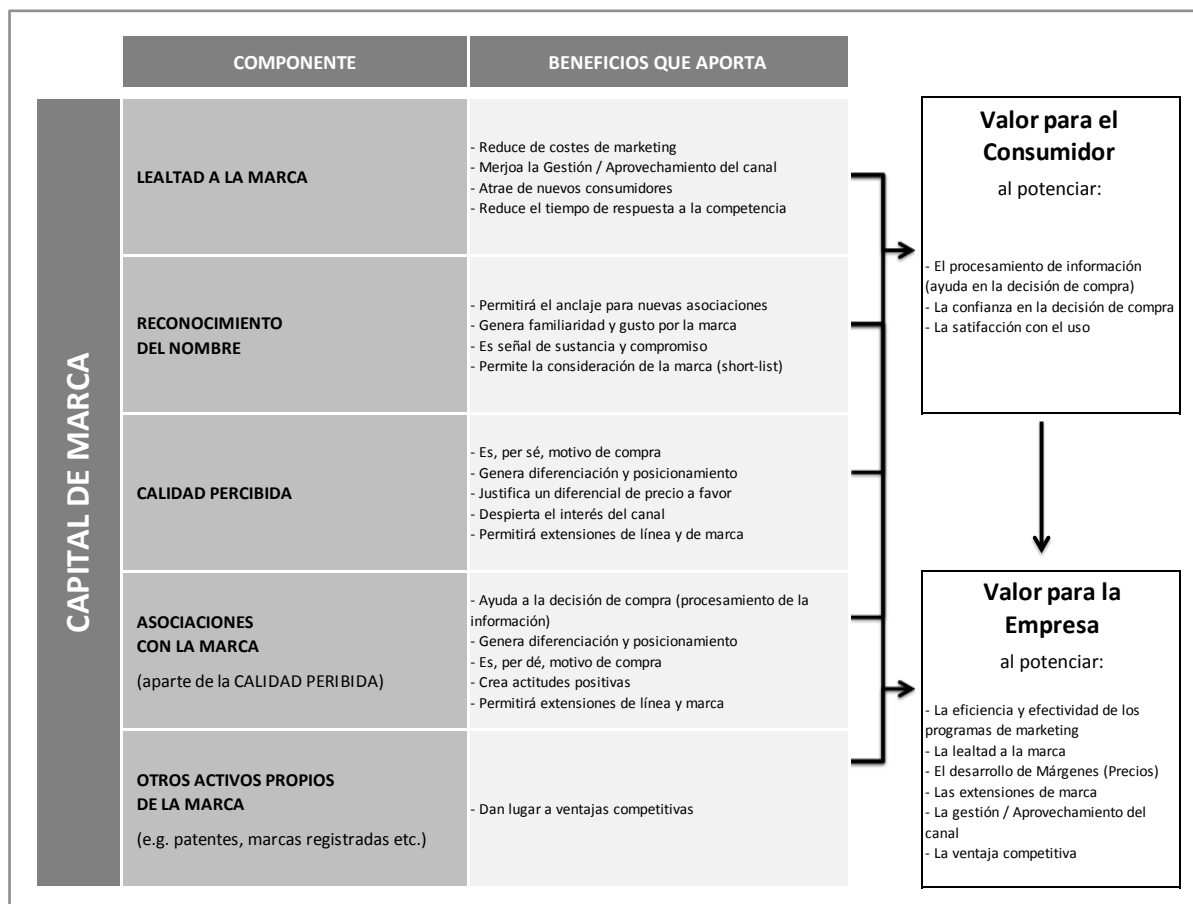 COMPONENTE
BENEFICIOS QUE APORTA
CAPITAL DE MARCA
LEALTAD A LA MARCA
- Reduce de costes de marketing
- Merjoa la Gestión / Aprovechamiento del canal
- Atrae de nuevos consumidores
- Reduce el tiempo de respuesta a la competencia
RECONOCIMIENTO
DEL NOMBRE
- Permitirá el anclaje para nuevas asociaciones
- Genera familiaridad y gusto por la marca
- Es señal de sustancia y compromiso
- Permite la consideración de la marca (short-list)
CALIDAD PERCIBIDA
- Es, per sé, motivo de compra
- Genera diferenciación y posicionamiento
- Justifica un diferencial de precio a favor
- Despierta el interés del canal
- Permitirá extensiones de línea y de marca
ASOCIACIONES
CON LA MARCA
(aparte de la CALIDAD PERIBIDA)
- Ayuda a la decisión de compra (procesamiento de la
información)
- Genera diferenciación y posicionamiento
- Es, per dé, motivo de compra
- Crea actitudes positivas
- Permitirá extensiones de línea y marca
OTROS ACTIVOS PROPIOS
DE LA MARCA
(e.g. patentes, marcas registradas etc.)
- Dan lugar a ventajas competitivas
Valor para el
Consumidor
al potenciar:
- El procesamiento de información
(ayuda en la decisión de compra)
- La confianza en la decisión de compra
- La satisfacción con el uso
Valor para la
Empresa
al potenciar:
- La eficiencia y efectividad de los
programas de marketing
- La lealtad a la marca
- El desarrollo de Márgenes (Precios)
- Las extensiones de marca
- La gestión / Aprovechamiento del
canal
- La ventaja competitiva